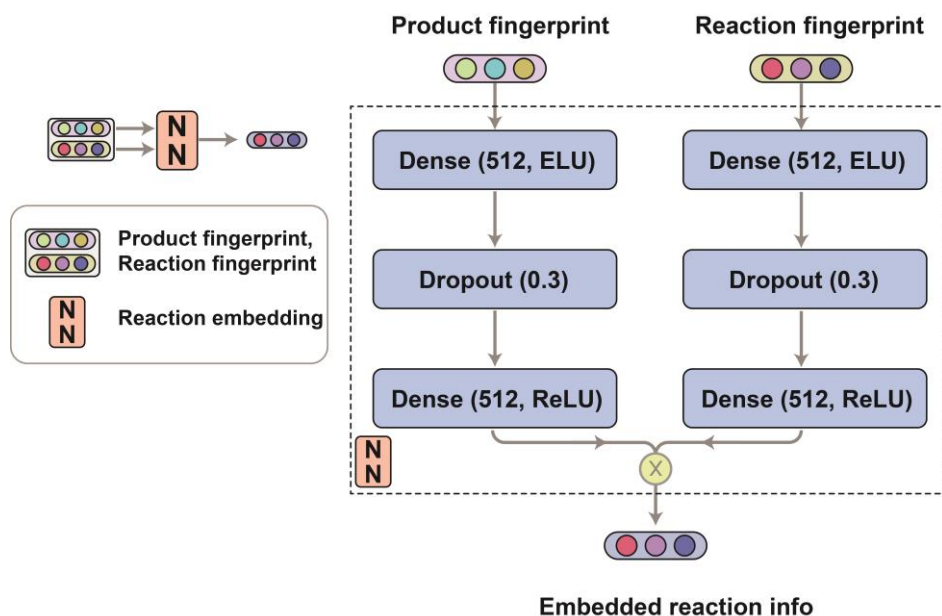 Product fingerprint
Reaction fingerprint
N
N
Product fingerprint,
Reaction fingerprint
N
N
Reaction embedding
Dense (512, ELU)
Dense (512, ELU)
Dropout (0.3)
Dropout (0.3)
Dense (512, ReLU)
Dense (512, ReLU)
N
N
X
Embedded reaction info